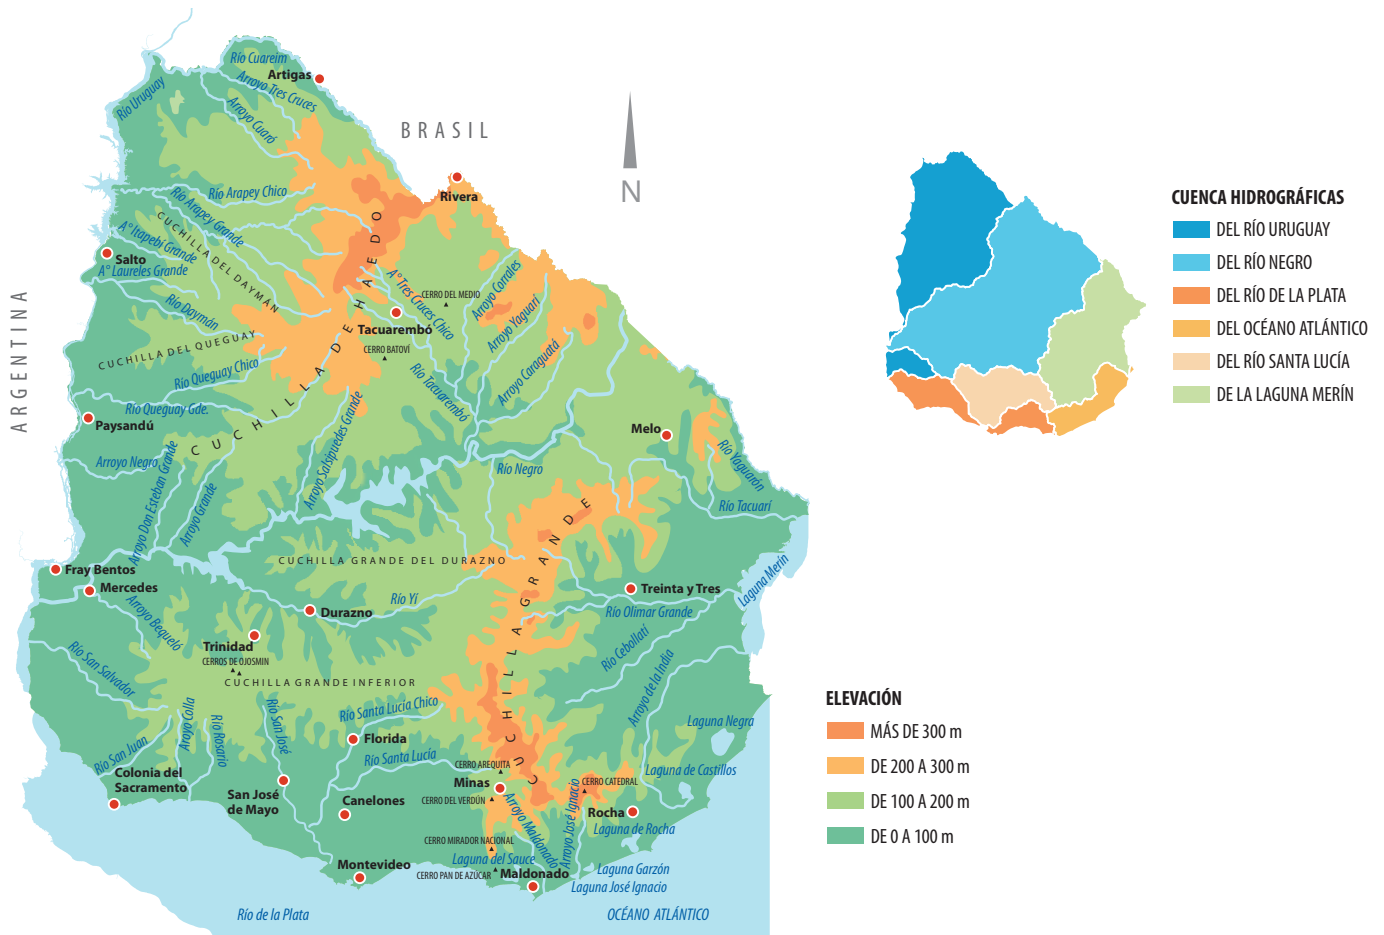 Río Cuareim
Artigas
Arroyo Tres Cruces
Río Uruguay
Arroyo Cuaró
BRASIL
N
Rivera
Río Arapey Chico
Río Arapey Grande
CUCHILLA DEL DAYMÁN
A° Itapebí Grande
Salto
A° Laureles Grande
Río Daymán
CUCHILLA DE HAEDO
A° Tres Cruces Chico
CERRO DEL MEDIO
Arroyo Corrales
Arroyo Yaguarí
Tacuarembó
CERRO BATOVÍ
Arroyo Caraguatá
ARGENTINA
CUCHILLA DEL QUEGUAY
Río Queguay Chico
Río Queguay Gde.
Río Tacuarembó
Paysandú
Melo
Arroyo Negro
Arroyo Salsipuedes Grande
Río Negro
Río Yaguarón
Arroyo Don Esteban Grande
Arroyo Grande
Río Tacuarí
CUCHILLA GRANDE
CUCHILLA GRANDE DEL DURAZNO
Fray Bentos
Mercedes
Treinta y Tres
Laguna Merín
Río Yí
Durazno
Río Olimar Grande
Arroyo Bequeló
Trinidad
CERROS DE OJOSMIN
Río Cebollatí
Río San Salvador
CUCHILLA GRANDE INFERIOR
Arroyo de la India
Río Santa Lucía Chico
Arroyo Colla
Río Rosario
Río San José
Laguna Negra
Florida
Río San Juan
Río Santa Lucía
CERRO AREQUITA
Laguna de Castillos
Colonia del
Sacramento
Minas
CERRO CATEDRAL
San José
de Mayo
Canelones
CERRO DEL VERDÚN
Arroyo Maldonado
Arroyo José Ignacio
Rocha
Laguna de Rocha
CERRO MIRADOR NACIONAL
Montevideo
Laguna del Sauce
CERRO PAN DE AZÚCAR
Maldonado
Laguna Garzón
Laguna José Ignacio
Río de la Plata
OCÉANO ATLÁNTICO
CUENCA HIDROGRÁFICAS
DEL RÍO URUGUAY
DEL RÍO NEGRO
DEL RÍO DE LA PLATA
DEL OCÉANO ATLÁNTICO
DEL RÍO SANTA LUCÍA
DE LA LAGUNA MERÍN
ELEVACIÓN
MÁS DE 300 m
DE 200 A 300 m
DE 100 A 200 m
DE 0 A 100 m